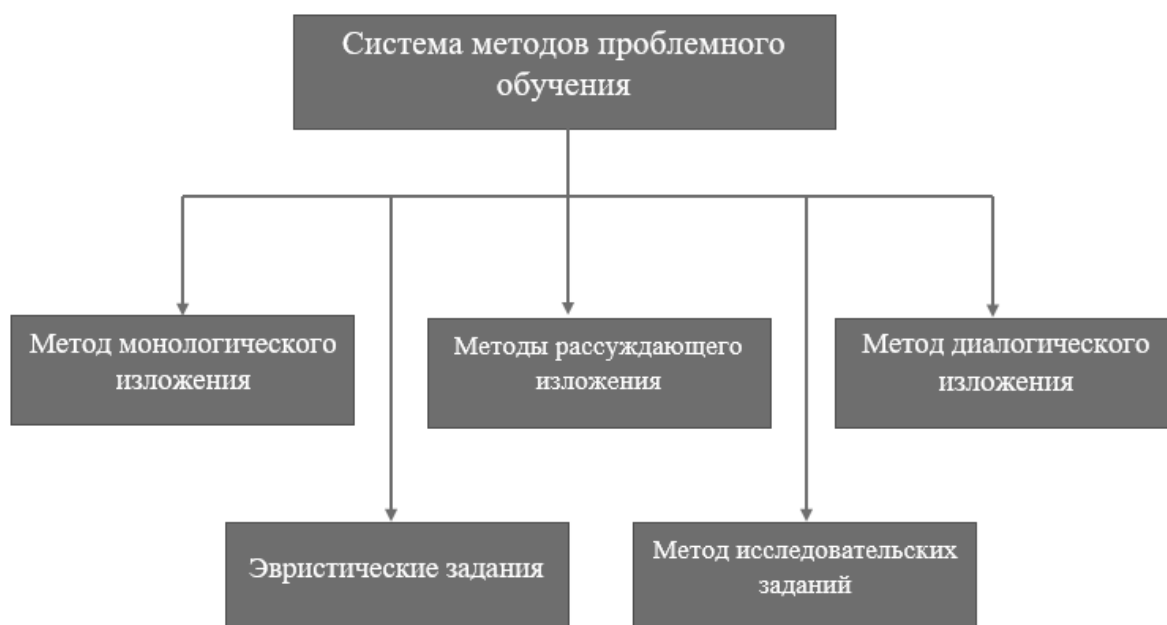 Система методов проблемного
обучения
Метод монологического
изложения
Методы рассуждающего
изложения
Метод диалогического
изложения
Эвристические задания
Метод исследовательских
заданий